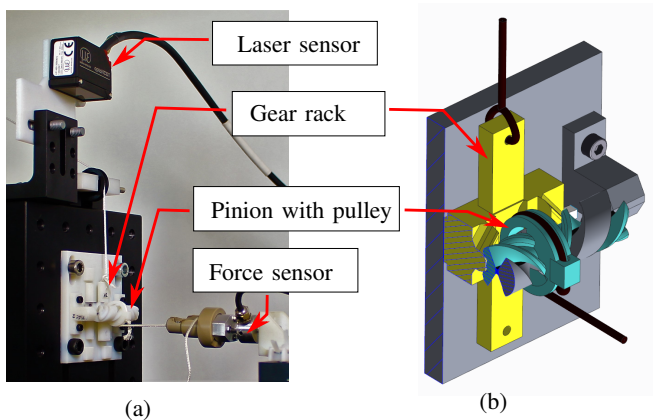 Laser sensor
Gear rack
Pinion with pulley
Force sensor
(a)
(b)